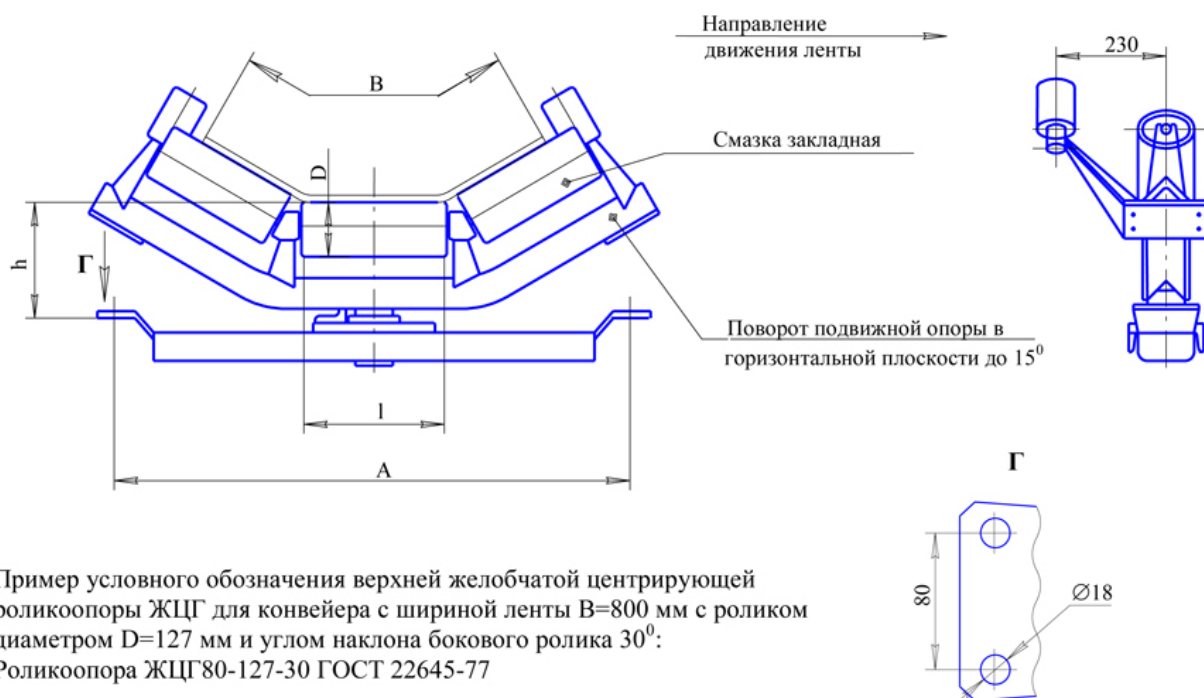 Направление
движения ленты
230
B
Смазка закладная
D
h
Г
Поворот подвижной опоры в
горизонтальной плоскости до 15⁰
l
A
Г
80
Ø18
Пример условного обозначения верхней желобчатой центрирующей
роликоопоры ЖЦГ для конвейера с шириной ленты B=800 мм с роликом
диаметром D=127 мм и углом наклона бокового ролика 30⁰:
Роликоопора ЖЦГ80-127-30 ГОСТ 22645-77